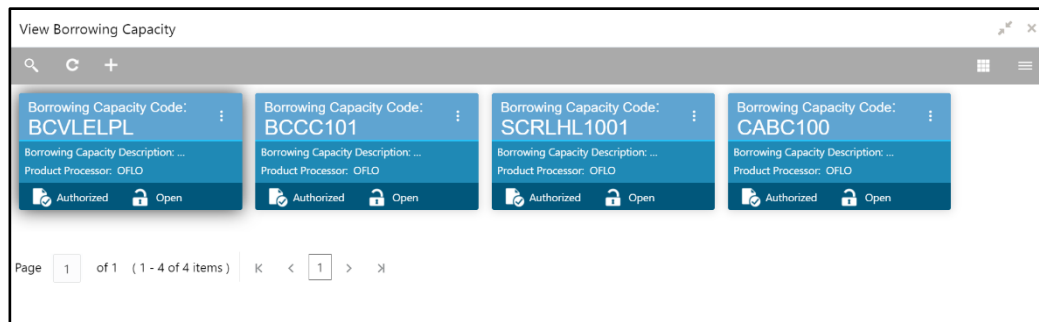 View Borrowing Capacity
Borrowing Capacity Code:
BCVLELPL
Borrowing Capacity Description: ...
Product Processor: OFLO
Authorized Open
Borrowing Capacity Code:
BCCC101
Borrowing Capacity Description: ...
Product Processor: OFLO
Authorized Open
Borrowing Capacity Code:
SCRLHL1001
Borrowing Capacity Description: ...
Product Processor: OFLO
Authorized Open
Borrowing Capacity Code:
CABC100
Borrowing Capacity Description: ...
Product Processor: OFLO
Authorized Open
Page 1 of 1 ( 1 - 4 of 4 items ) 1